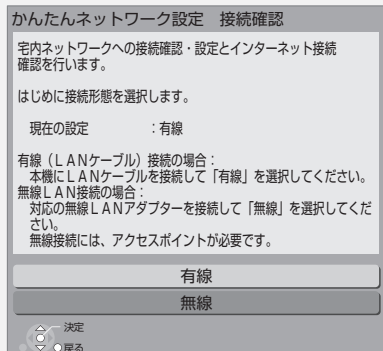 かんたんネットワーク設定　接続確認
宅内ネットワークへの接続確認・設定とインターネット接続
確認を行います。
はじめに接続形態を選択します。
現在の設定　　　：有線
有線（ＬＡＮケーブル）接続の場合：
本機にＬＡＮケーブルを接続して「有線」を選択してください。
無線ＬＡＮ接続の場合：
対応の無線ＬＡＮアダプターを接続して「無線」を選択してくだ
さい。
無線接続には、アクセスポイントが必要です。
有線
無線
決定
戻る